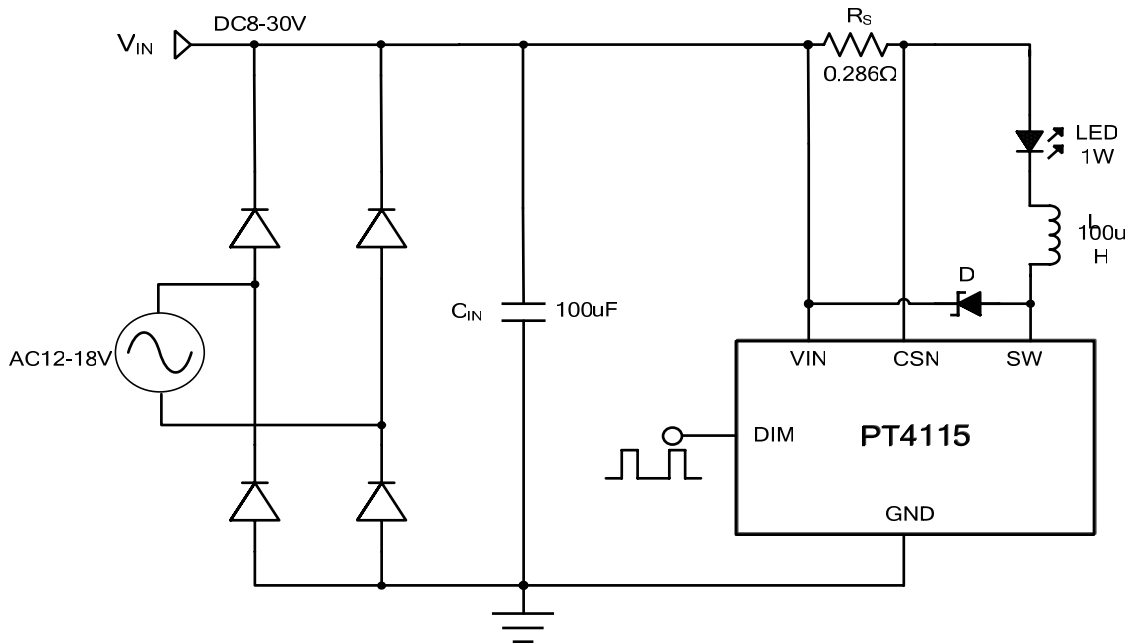 DC8-30V
VIN
RS
0.286Ω
LED
1W
L
100u
H
D
CIN
100uF
AC12-18V
VIN
CSN
SW
DIM
PT4115
GND